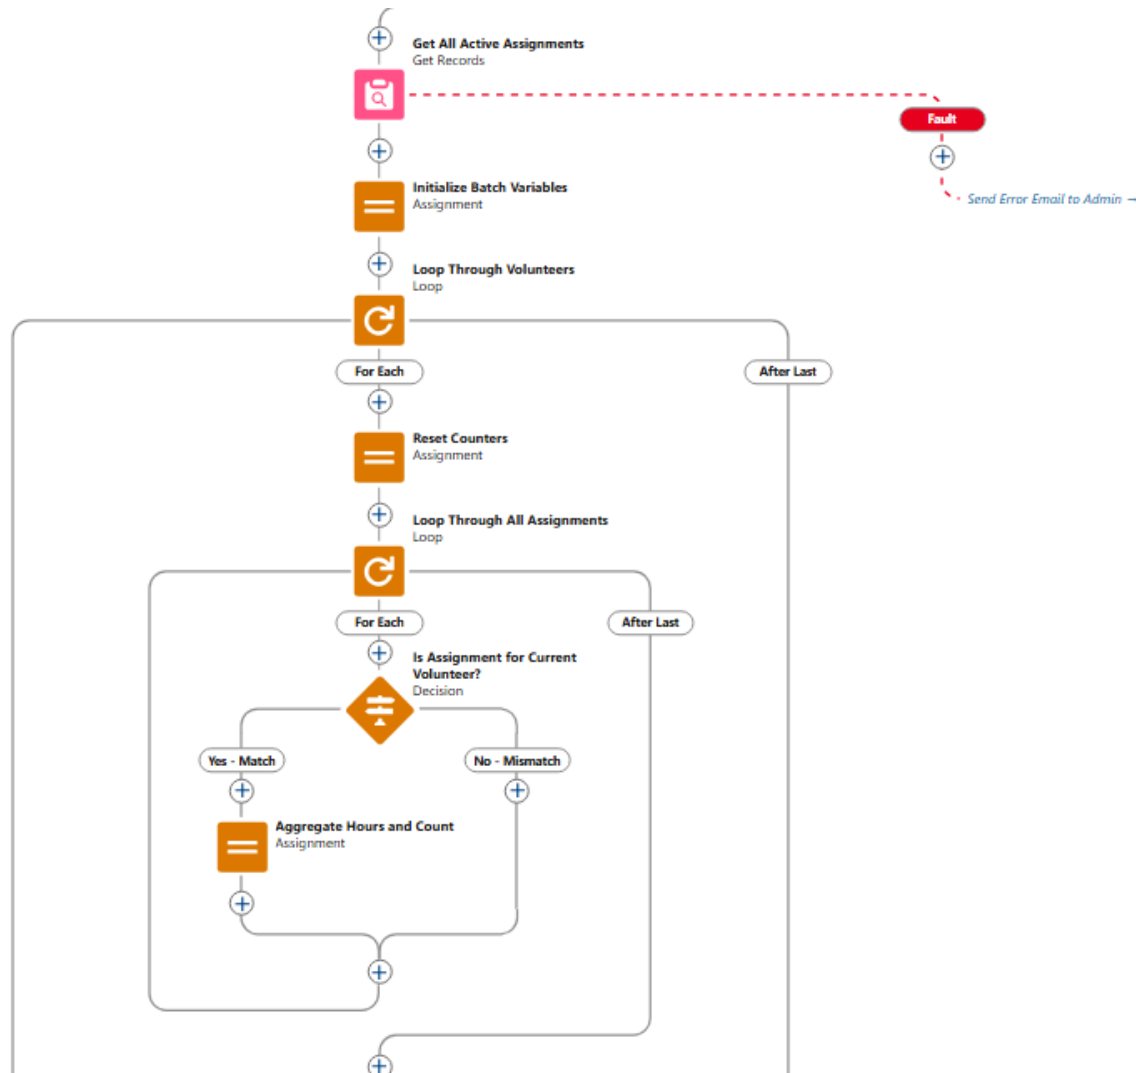 Get All Active Assignments
Get Records
Fault
Initialize Batch Variables
Assignment
Send Error Email to Admin →
Loop Through Volunteers
Loop
For Each
After Last
Reset Counters
Assignment
Loop Through All Assignments
Loop
For Each
After Last
Is Assignment for Current
Volunteer?
Decision
Yes - Match
No - Mismatch
Aggregate Hours and Count
Assignment